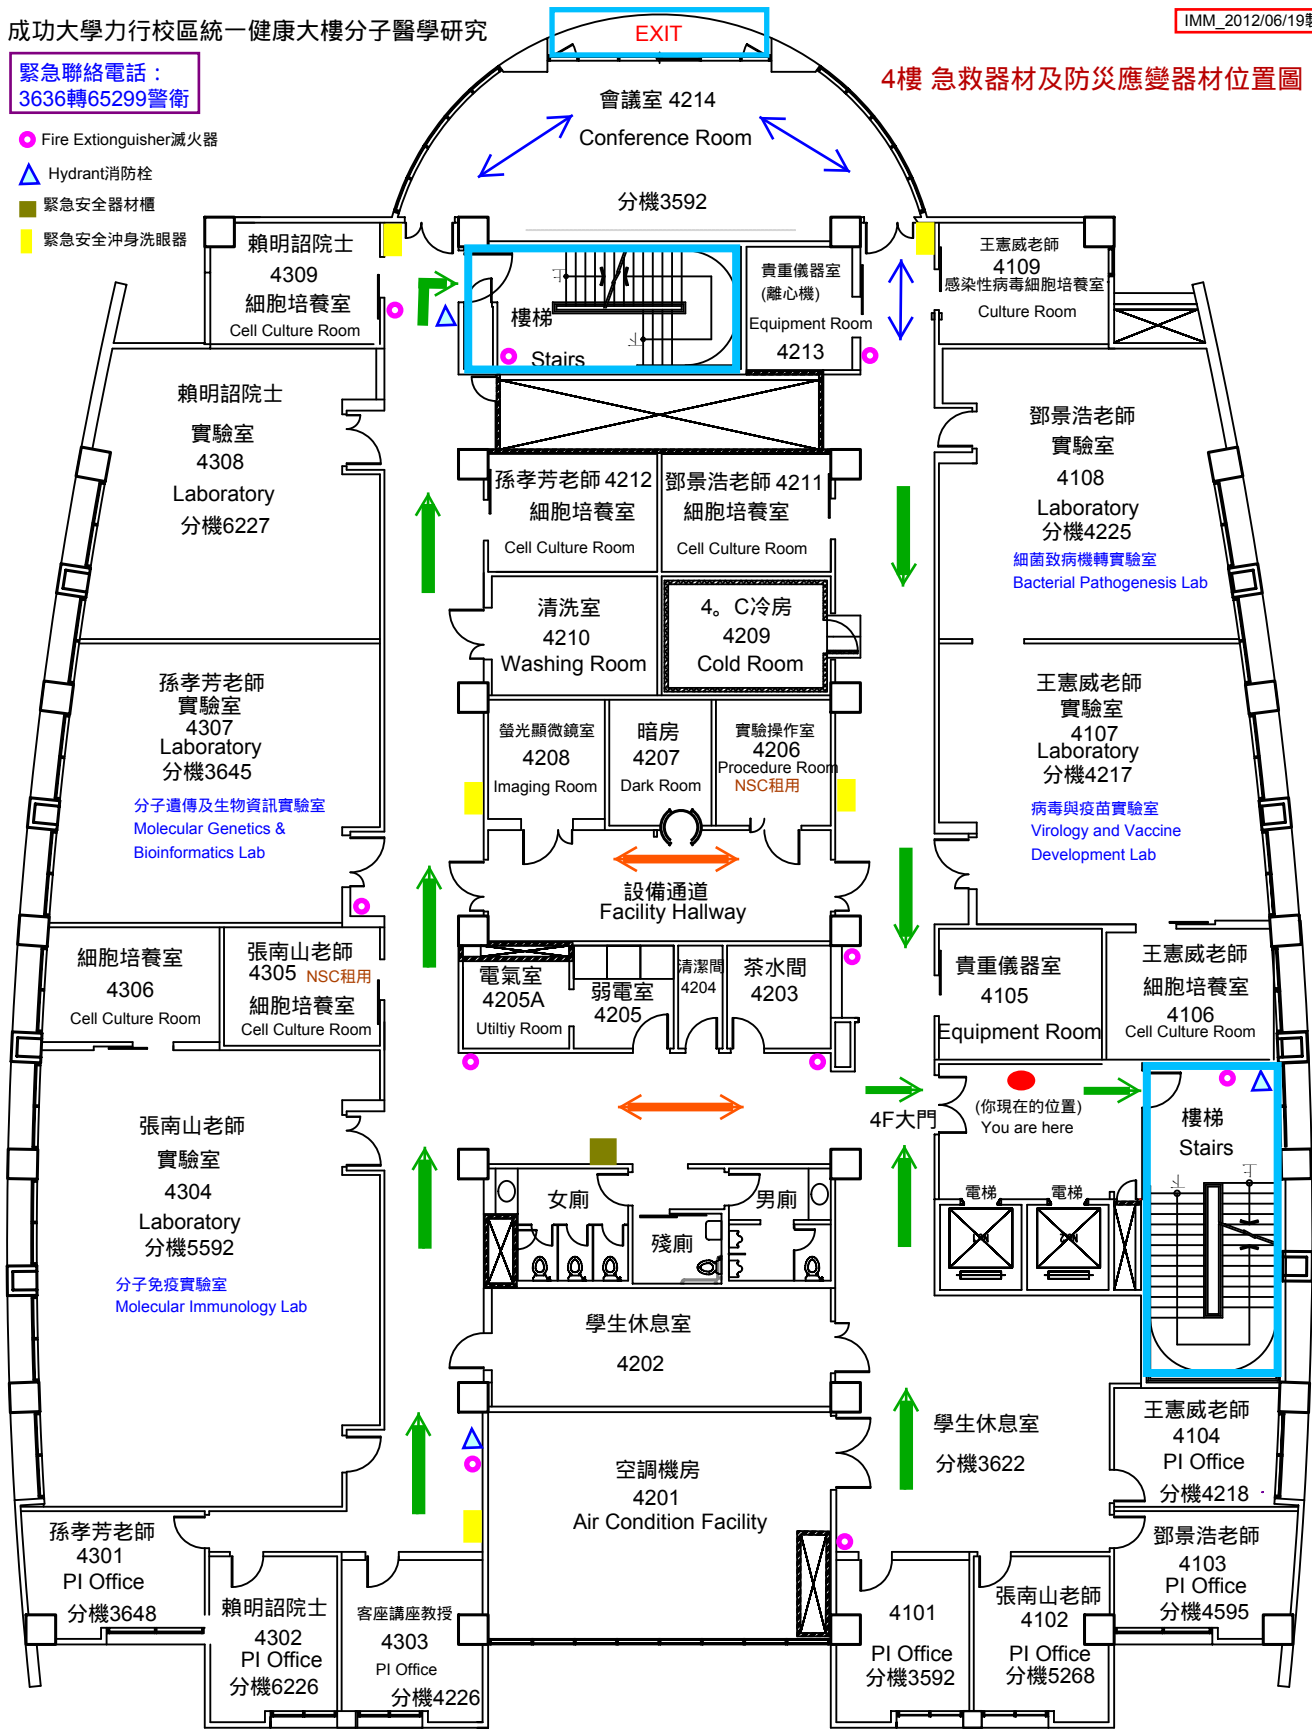 成功大學力行校區統一健康大樓分子醫學研究
EXIT
IMM_2012/06/19製
緊急聯絡電話：
3636轉65299警衛
4樓 急救器材及防災應變器材位置圖
Fire Extionguisher滅火器
Hydrant消防栓
緊急安全器材櫃
緊急安全沖身洗眼器
會議室 4214
Conference Room
分機3592
賴明詔院士
4309
細胞培養室
Cell Culture Room
樓梯
Stairs
貴重儀器室
(離心機)
Equipment Room
4213
王憲威老師
4109
感染性病毒細胞培養室
Culture Room
賴明詔院士
實驗室
4308
Laboratory
分機6227
孫孝芳老師 4212
細胞培養室
Cell Culture Room
鄧景浩老師 4211
細胞培養室
Cell Culture Room
鄧景浩老師
實驗室
4108
Laboratory
分機4225
細菌致病機轉實驗室
Bacterial Pathogenesis Lab
清洗室
4210
Washing Room
4。C冷房
4209
Cold Room
孫孝芳老師
實驗室
4307
Laboratory
分機3645
分子遺傳及生物資訊實驗室
Molecular Genetics &
Bioinformatics Lab
螢光顯微鏡室
4208
Imaging Room
暗房
4207
Dark Room
實驗操作室
4206
Procedure Room
NSC租用
王憲威老師
實驗室
4107
Laboratory
分機4217
病毒與疫苗實驗室
Virology and Vaccine
Development Lab
設備通道
Facility Hallway
細胞培養室
4306
Cell Culture Room
張南山老師
4305 NSC租用
細胞培養室
Cell Culture Room
電氣室
4205A
Utiltiy Room
弱電室
4205
清潔間
4204
茶水間
4203
貴重儀器室
4105
Equipment Room
王憲威老師
細胞培養室
4106
Cell Culture Room
張南山老師
實驗室
4304
Laboratory
分機5592
分子免疫實驗室
Molecular Immunology Lab
4F大門
(你現在的位置)
You are here
樓梯
Stairs
女廁
殘廁
男廁
電梯
電梯
學生休息室
4202
空調機房
4201
Air Condition Facility
學生休息室
分機3622
王憲威老師
4104
PI Office
分機4218
孫孝芳老師
4301
PI Office
分機3648
賴明詔院士
4302
PI Office
分機6226
客座講座教授
4303
PI Office
分機4226
4101
PI Office
分機3592
張南山老師
4102
PI Office
分機5268
鄧景浩老師
4103
PI Office
分機4595